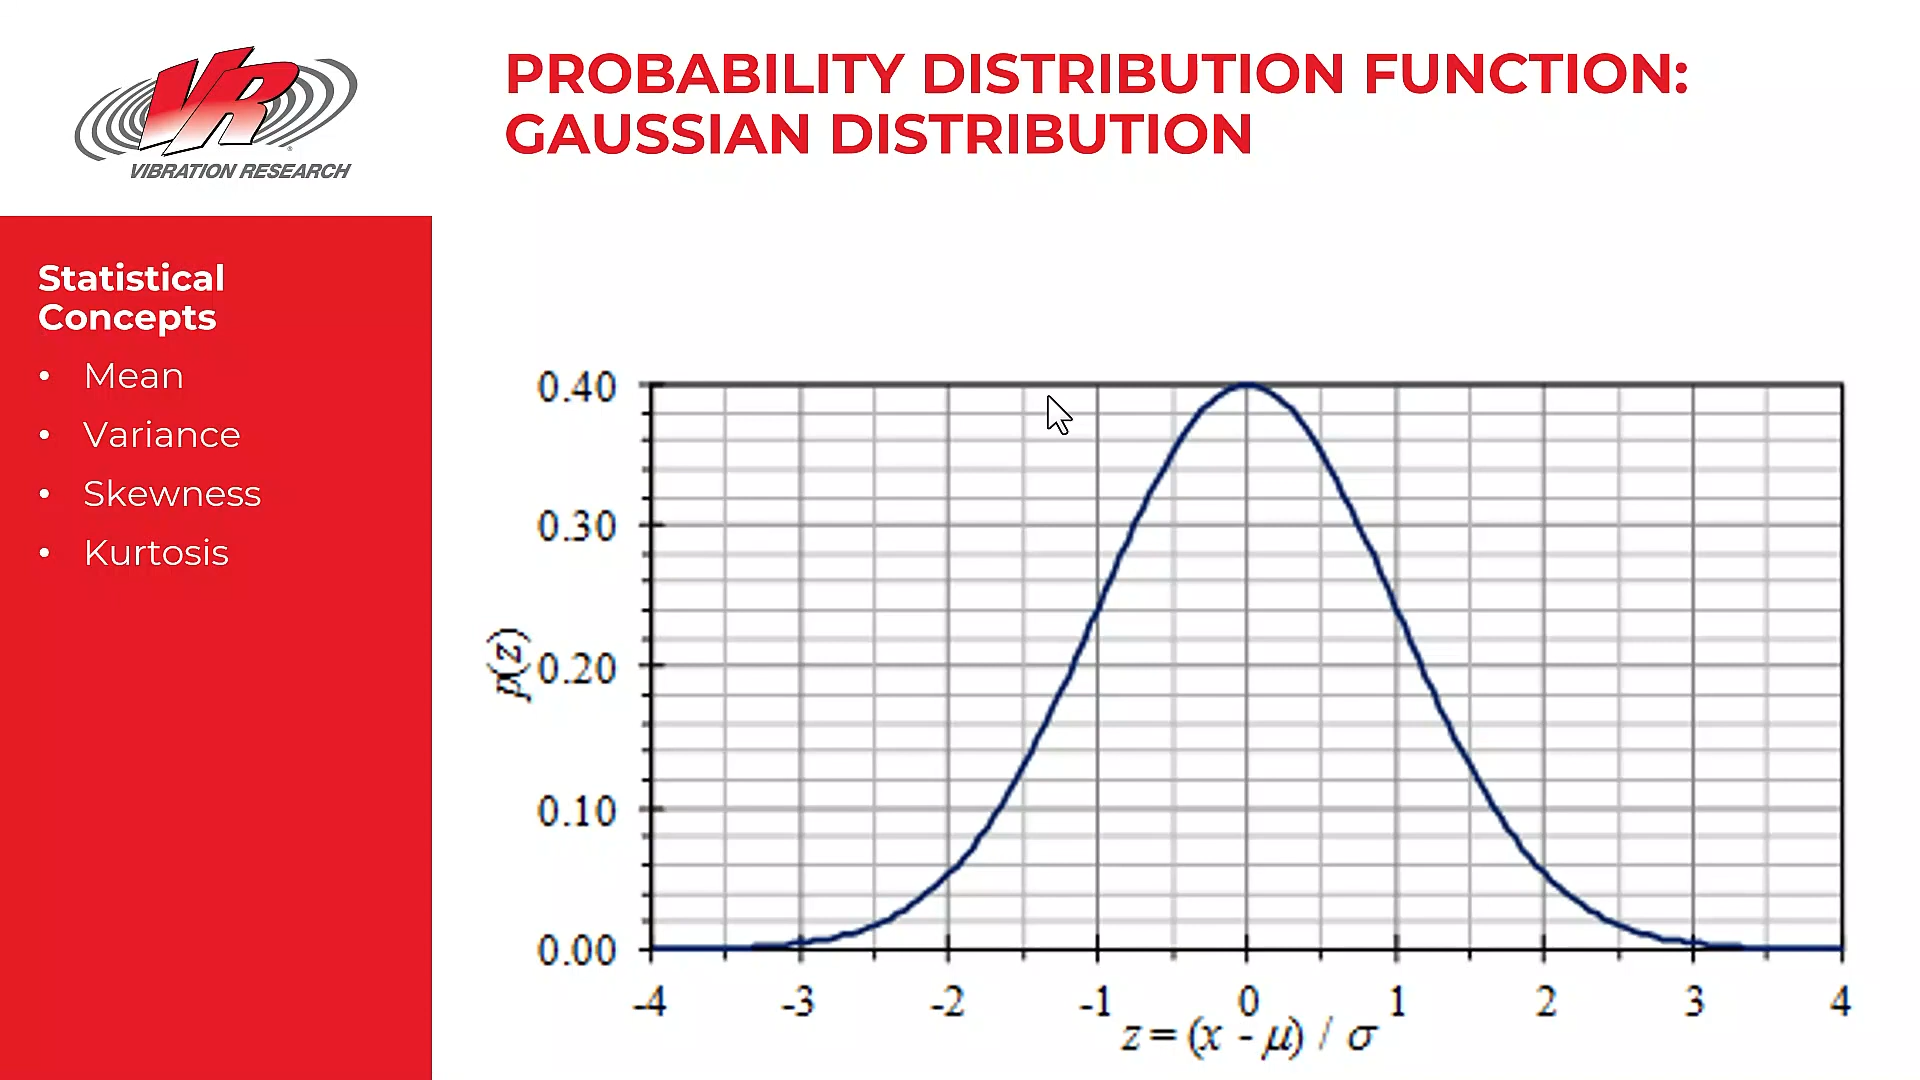 VR
VIBRATION RESEARCH
PROBABILITY DISTRIBUTION FUNCTION:
GAUSSIAN DISTRIBUTION
Statistical
Concepts
• Mean
• Variance
• Skewness
• Kurtosis
0.40
0.30
0.20
0.10
0.00
p(z)
-4 -3 -2 -1 0 1 2 3 4
z = (x - μ) / σ